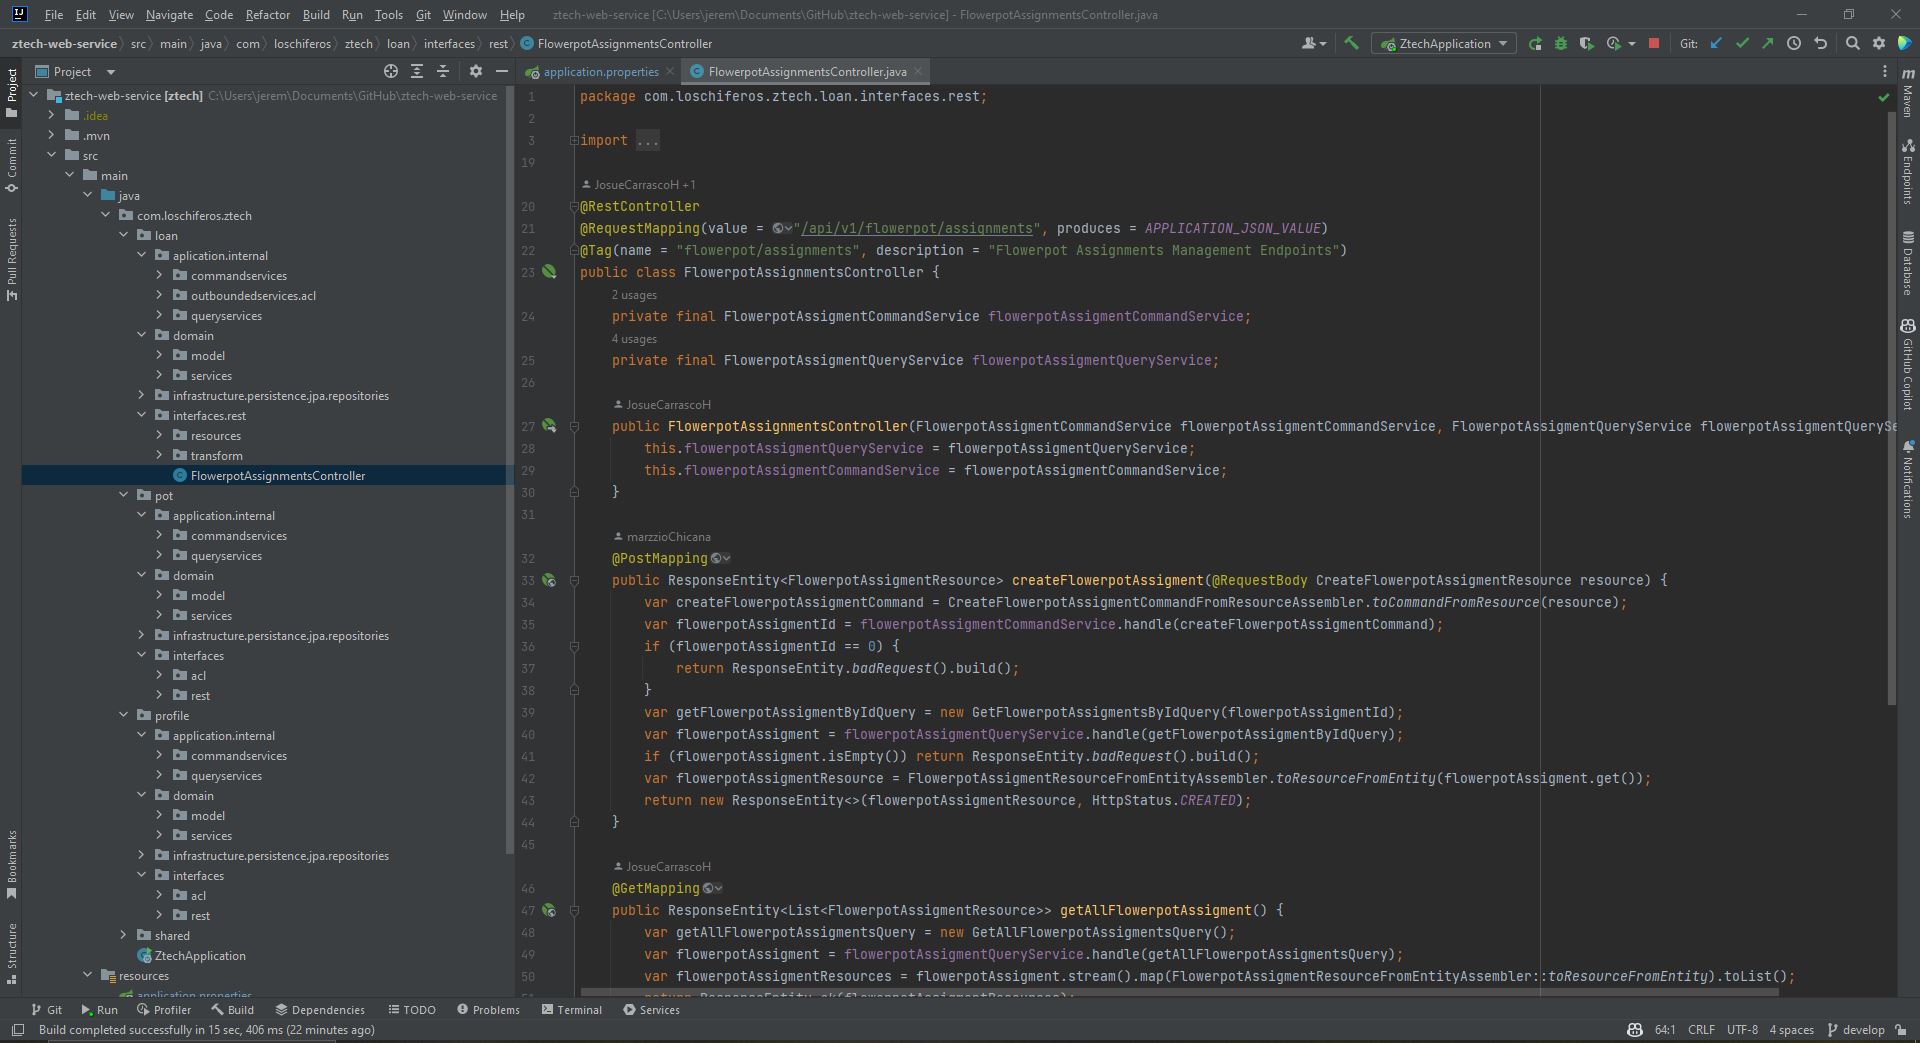 File Edit View Navigate Code Refactor Build Run Tools Git Window Help ztech-web-service [C:\Users\jerem\Documents\GitHub\ztech-web-service] - FlowerpotAssignmentsController.java
ztech-web-service src main java com loschiferos ztech loan interfaces rest FlowerpotAssignmentsController ZtechApplication Git:
Project
application.properties FlowerpotAssignmentsController.java
Project
Commit
Pull Requests
Bookmarks
Structure
ztech-web-service [ztech] C:\Users\jerem\Documents\GitHub\ztech-web-service
.idea
.mvn
src
main
java
com.loschiferos.ztech
loan
aplication.internal
commandservices
outboundedservices.acl
queryservices
domain
model
services
infrastructure.persistence.jpa.repositories
interfaces.rest
resources
transform
FlowerpotAssignmentsController
pot
application.internal
commandservices
queryservices
domain
model
services
infrastructure.persistance.jpa.repositories
interfaces
acl
rest
profile
application.internal
commandservices
queryservices
domain
model
services
infrastructure.persistence.jpa.repositories
interfaces
acl
rest
shared
ZtechApplication
resources
application.properties
1 package com.loschiferos.ztech.loan.interfaces.rest;
2
3 import ...
19
JosueCarrascoH +1
20 @RestController
21 @RequestMapping(value = "/api/v1/flowerpot/assignments", produces = APPLICATION_JSON_VALUE)
22 @Tag(name = "flowerpot/assignments", description = "Flowerpot Assignments Management Endpoints")
23 public class FlowerpotAssignmentsController {
2 usages
24 private final FlowerpotAssigmentCommandService flowerpotAssigmentCommandService;
4 usages
25 private final FlowerpotAssigmentQueryService flowerpotAssigmentQueryService;
26
JosueCarrascoH
27 public FlowerpotAssignmentsController(FlowerpotAssigmentCommandService flowerpotAssigmentCommandService, FlowerpotAssigmentQueryService flowerpotAssigmentQuerySe
28 this.flowerpotAssigmentQueryService = flowerpotAssigmentQueryService;
29 this.flowerpotAssigmentCommandService = flowerpotAssigmentCommandService;
30 }
31
marzzioChicana
32 @PostMapping
33 public ResponseEntity<FlowerpotAssigmentResource> createFlowerpotAssigment(@RequestBody CreateFlowerpotAssigmentResource resource) {
34 var createFlowerpotAssigmentCommand = CreateFlowerpotAssigmentCommandFromResourceAssembler.toCommandFromResource(resource);
35 var flowerpotAssigmentId = flowerpotAssigmentCommandService.handle(createFlowerpotAssigmentCommand);
36 if (flowerpotAssigmentId == 0) {
37 return ResponseEntity.badRequest().build();
38 }
39 var getFlowerpotAssigmentByIdQuery = new GetFlowerpotAssigmentsByIdQuery(flowerpotAssigmentId);
40 var flowerpotAssigment = flowerpotAssigmentQueryService.handle(getFlowerpotAssigmentByIdQuery);
41 if (flowerpotAssigment.isEmpty()) return ResponseEntity.badRequest().build();
42 var flowerpotAssigmentResource = FlowerpotAssigmentResourceFromEntityAssembler.toResourceFromEntity(flowerpotAssigment.get());
43 return new ResponseEntity<>(flowerpotAssigmentResource, HttpStatus.CREATED);
44 }
45
JosueCarrascoH
46 @GetMapping
47 public ResponseEntity<List<FlowerpotAssigmentResource>> getAllFlowerpotAssigment() {
48 var getAllFlowerpotAssigmentsQuery = new GetAllFlowerpotAssigmentsQuery();
49 var flowerpotAssigment = flowerpotAssigmentQueryService.handle(getAllFlowerpotAssigmentsQuery);
50 var flowerpotAssigmentResources = flowerpotAssigment.stream().map(FlowerpotAssigmentResourceFromEntityAssembler::toResourceFromEntity).toList();
51 return ResponseEntity.ok(flowerpotAssigmentResources);
m Maven
Endpoints
Database
GitHub Copilot
Notifications
Git Run Profiler Build Dependencies TODO Problems Terminal Services
Build completed successfully in 15 sec, 406 ms (22 minutes ago) 64:1 CRLF UTF-8 4 spaces develop